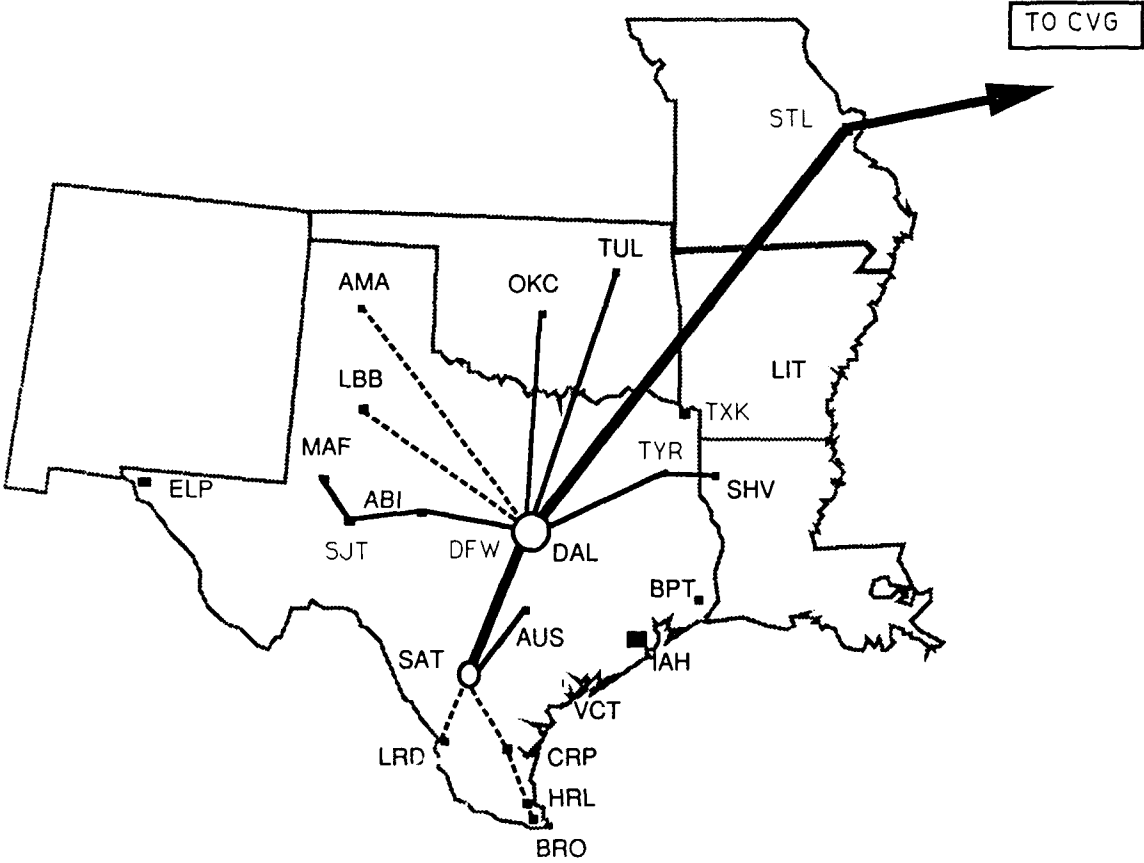 TO CVG
STL
TUL
AMA
OKC
LBB
LIT
TXK
MAF
TYR
ELP
ABI
SHV
SJT
DFW
DAL
BPT
AUS
SAT
IAH
VCT
LRD
CRP
HRL
BRO